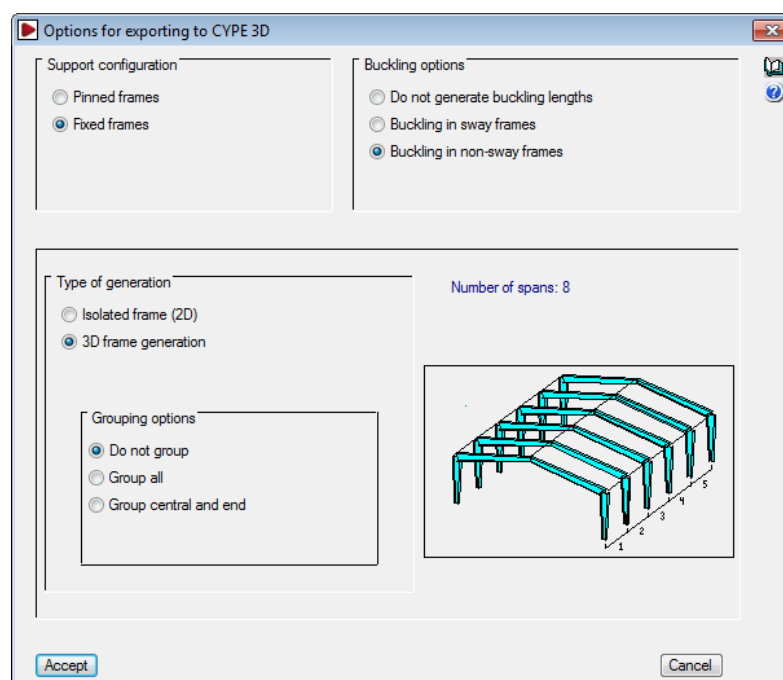 Options for exporting to CYPE 3D
Support configuration
Pinned frames
Fixed frames
Buckling options
Do not generate buckling lengths
Buckling in sway frames
Buckling in non-sway frames
Type of generation
Isolated frame (2D)
3D frame generation
Number of spans: 8
Grouping options
Do not group
Group all
Group central and end
1
2
3
4
5
Accept
Cancel